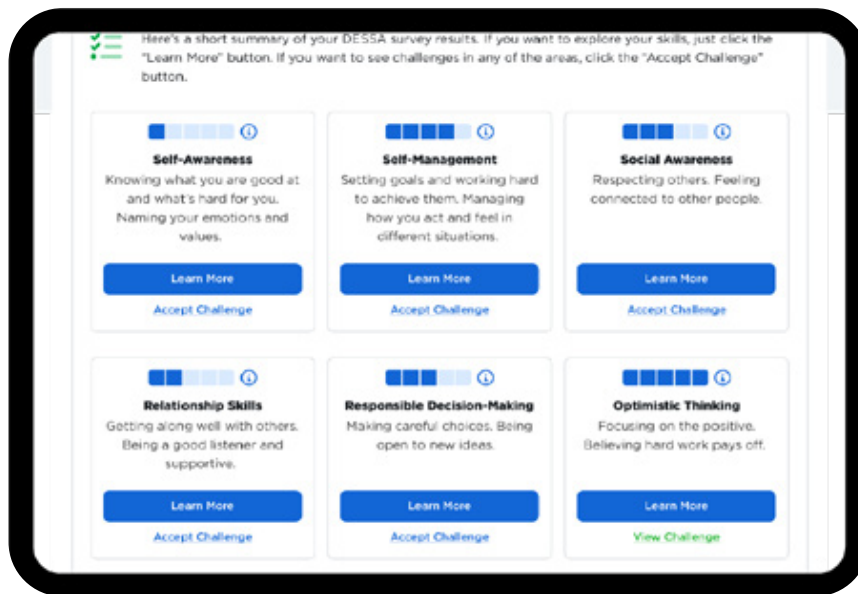 Here's a short summary of your DESSA survey results. If you want to explore your skills, just click the
"Learn More" button. If you want to see challenges in any of the areas, click the "Accept Challenge"
button.
Self-Awareness
Knowing what you are good at
and what's hard for you.
Naming your emotions and
values.
Learn More
Accept Challenge
Self-Management
Setting goals and working hard
to achieve them. Managing
how you act and feel in
different situations.
Learn More
Accept Challenge
Social Awareness
Respecting others. Feeling
connected to other people.
Learn More
Accept Challenge
Relationship Skills
Getting along well with others.
Being a good listener and
supportive.
Learn More
Accept Challenge
Responsible Decision-Making
Making careful choices. Being
open to new ideas.
Learn More
Accept Challenge
Optimistic Thinking
Focusing on the positive.
Believing hard work pays off.
Learn More
View Challenge